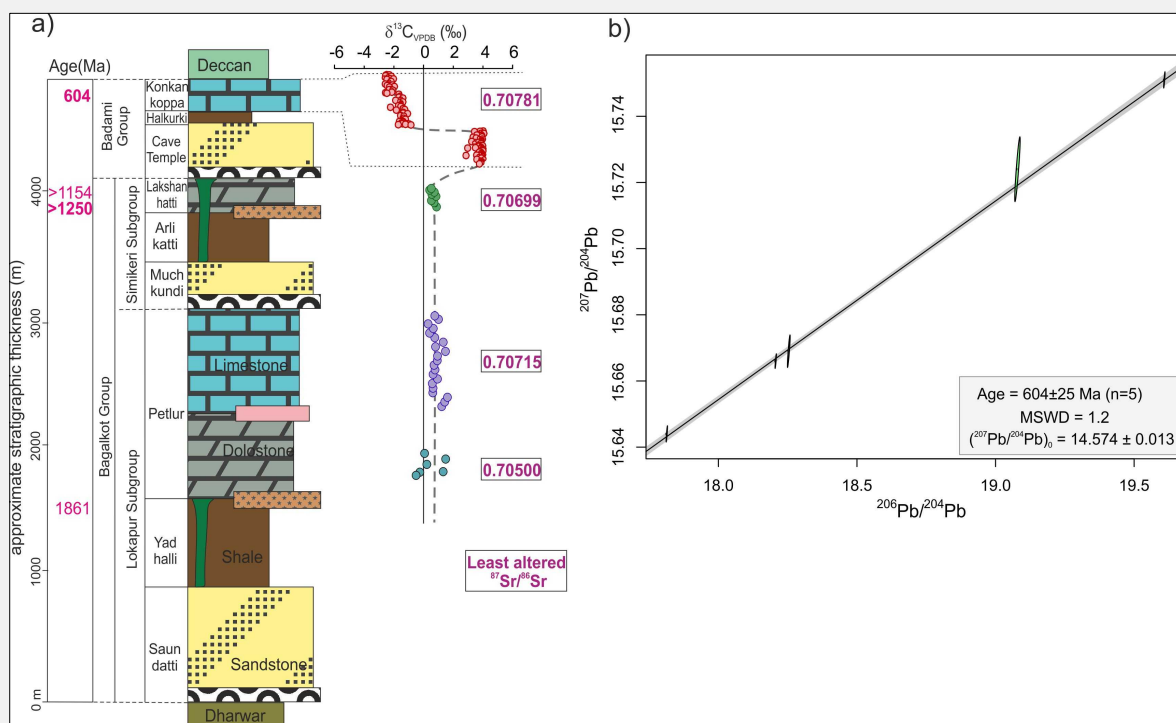 a)
δ¹³C_VPDB (‰)
-6 -4 -2 0 2 4 6
Age(Ma)
Deccan
604
Konkan
koppa
Halkurki
Cave
Temple
Badami
Group
0.70781
4000
>1154
>1250
Lakshan
hatti
Arli
katti
Much
kundi
Simikeri Subgroup
0.70699
3000
Limestone
0.70715
Petlur
Bagalkot Group
2000
Dolostone
0.70500
1861
Lokapur Subgroup
Yad
halli
Shale
Least altered
⁸⁷Sr/⁸⁶Sr
1000
Saun
datti
Sandstone
0 m
Dharwar
approximate stratigraphic thickness (m)
b)
²⁰⁷Pb/²⁰⁴Pb
15.74
15.72
15.70
15.68
15.66
15.64
Age = 604±25 Ma (n=5)
MSWD = 1.2
(²⁰⁷Pb/²⁰⁴Pb)₀ = 14.574 ± 0.013
18.0 18.5 19.0 19.5
²⁰⁶Pb/²⁰⁴Pb